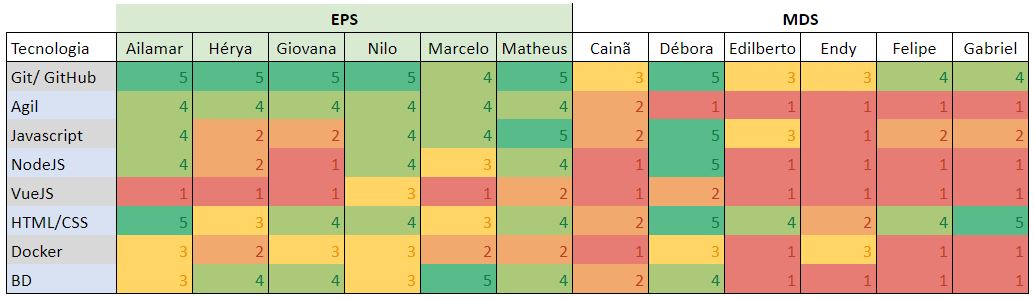 EPS MDS
Tecnologia Ailamar Hérya Giovana Nilo Marcelo Matheus Cainã Débora Edilberto Endy Felipe Gabriel
Git/ GitHub 5 5 5 5 4 5 3 5 3 3 4 4
Agil 4 4 4 4 4 4 2 1 1 1 1 1
Javascript 4 2 2 4 4 5 2 5 3 1 2 2
NodeJS 4 2 1 4 3 4 1 5 1 1 1 1
VueJS 1 1 1 3 1 2 1 2 1 1 1 1
HTML/CSS 5 3 4 4 3 4 2 5 4 2 4 5
Docker 3 2 3 3 2 2 1 3 1 3 1 1
BD 3 4 4 3 5 4 2 4 1 1 1 1